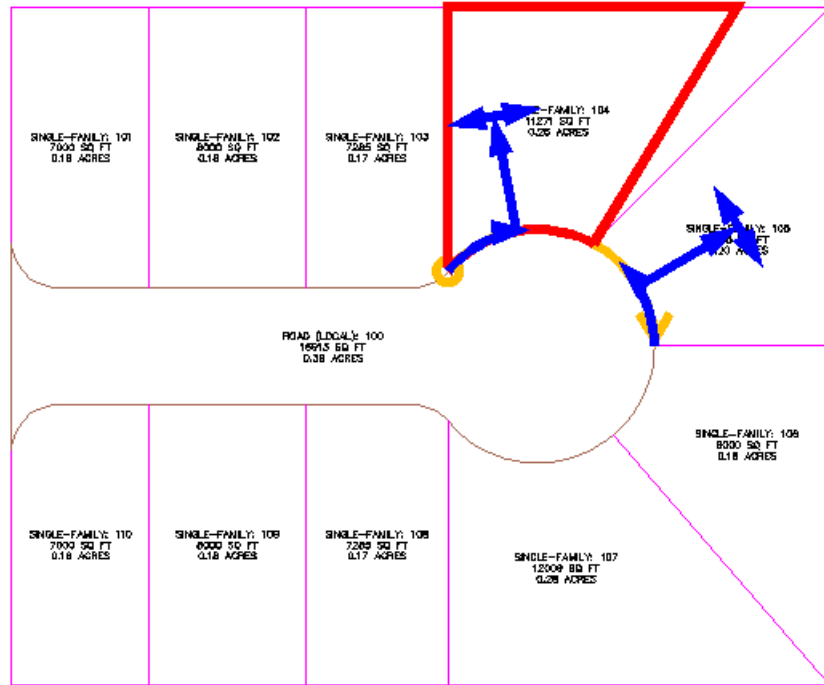 SINGLE-FAMILY: 101
7000 SQ FT
0.16 ACRES
SINGLE-FAMILY: 102
8000 SQ FT
0.18 ACRES
SINGLE-FAMILY: 103
7285 SQ FT
0.17 ACRES
E-FAMILY: 104
11271 SQ FT
0.26 ACRES
SINGLE-FAMILY: 105
FT
ACRES
ROAD (LOCAL): 100
SQ FT
0.38 ACRES
SINGLE-FAMILY: 106
8000 SQ FT
0.18 ACRES
SINGLE-FAMILY: 110
7000 SQ FT
0.16 ACRES
SINGLE-FAMILY: 109
8000 SQ FT
0.18 ACRES
SINGLE-FAMILY: 108
7285 SQ FT
0.17 ACRES
SINGLE-FAMILY: 107
12009 SQ FT
0.28 ACRES